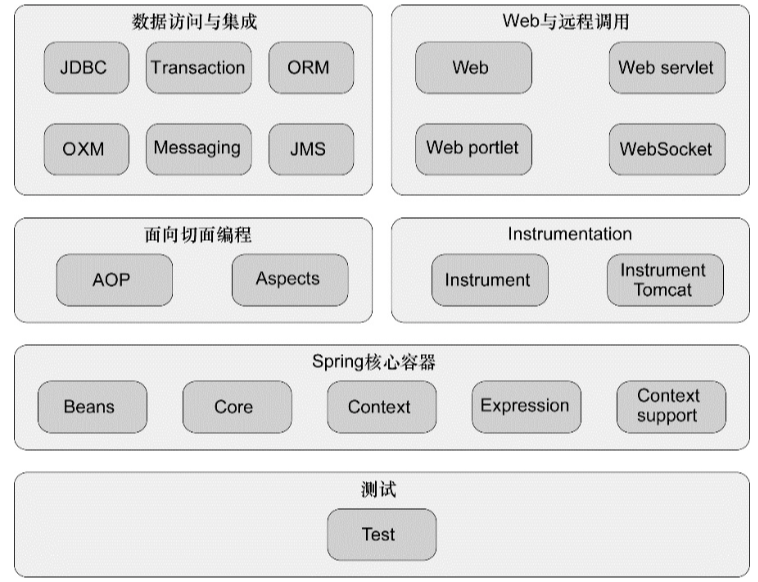 数据访问与集成
JDBC Transaction ORM
OXM Messaging JMS
Web与远程调用
Web Web servlet
Web portlet WebSocket
面向切面编程
AOP Aspects
Instrumentation
Instrument Instrument
Tomcat
Spring核心容器
Beans Core Context Expression Context
support
测试
Test